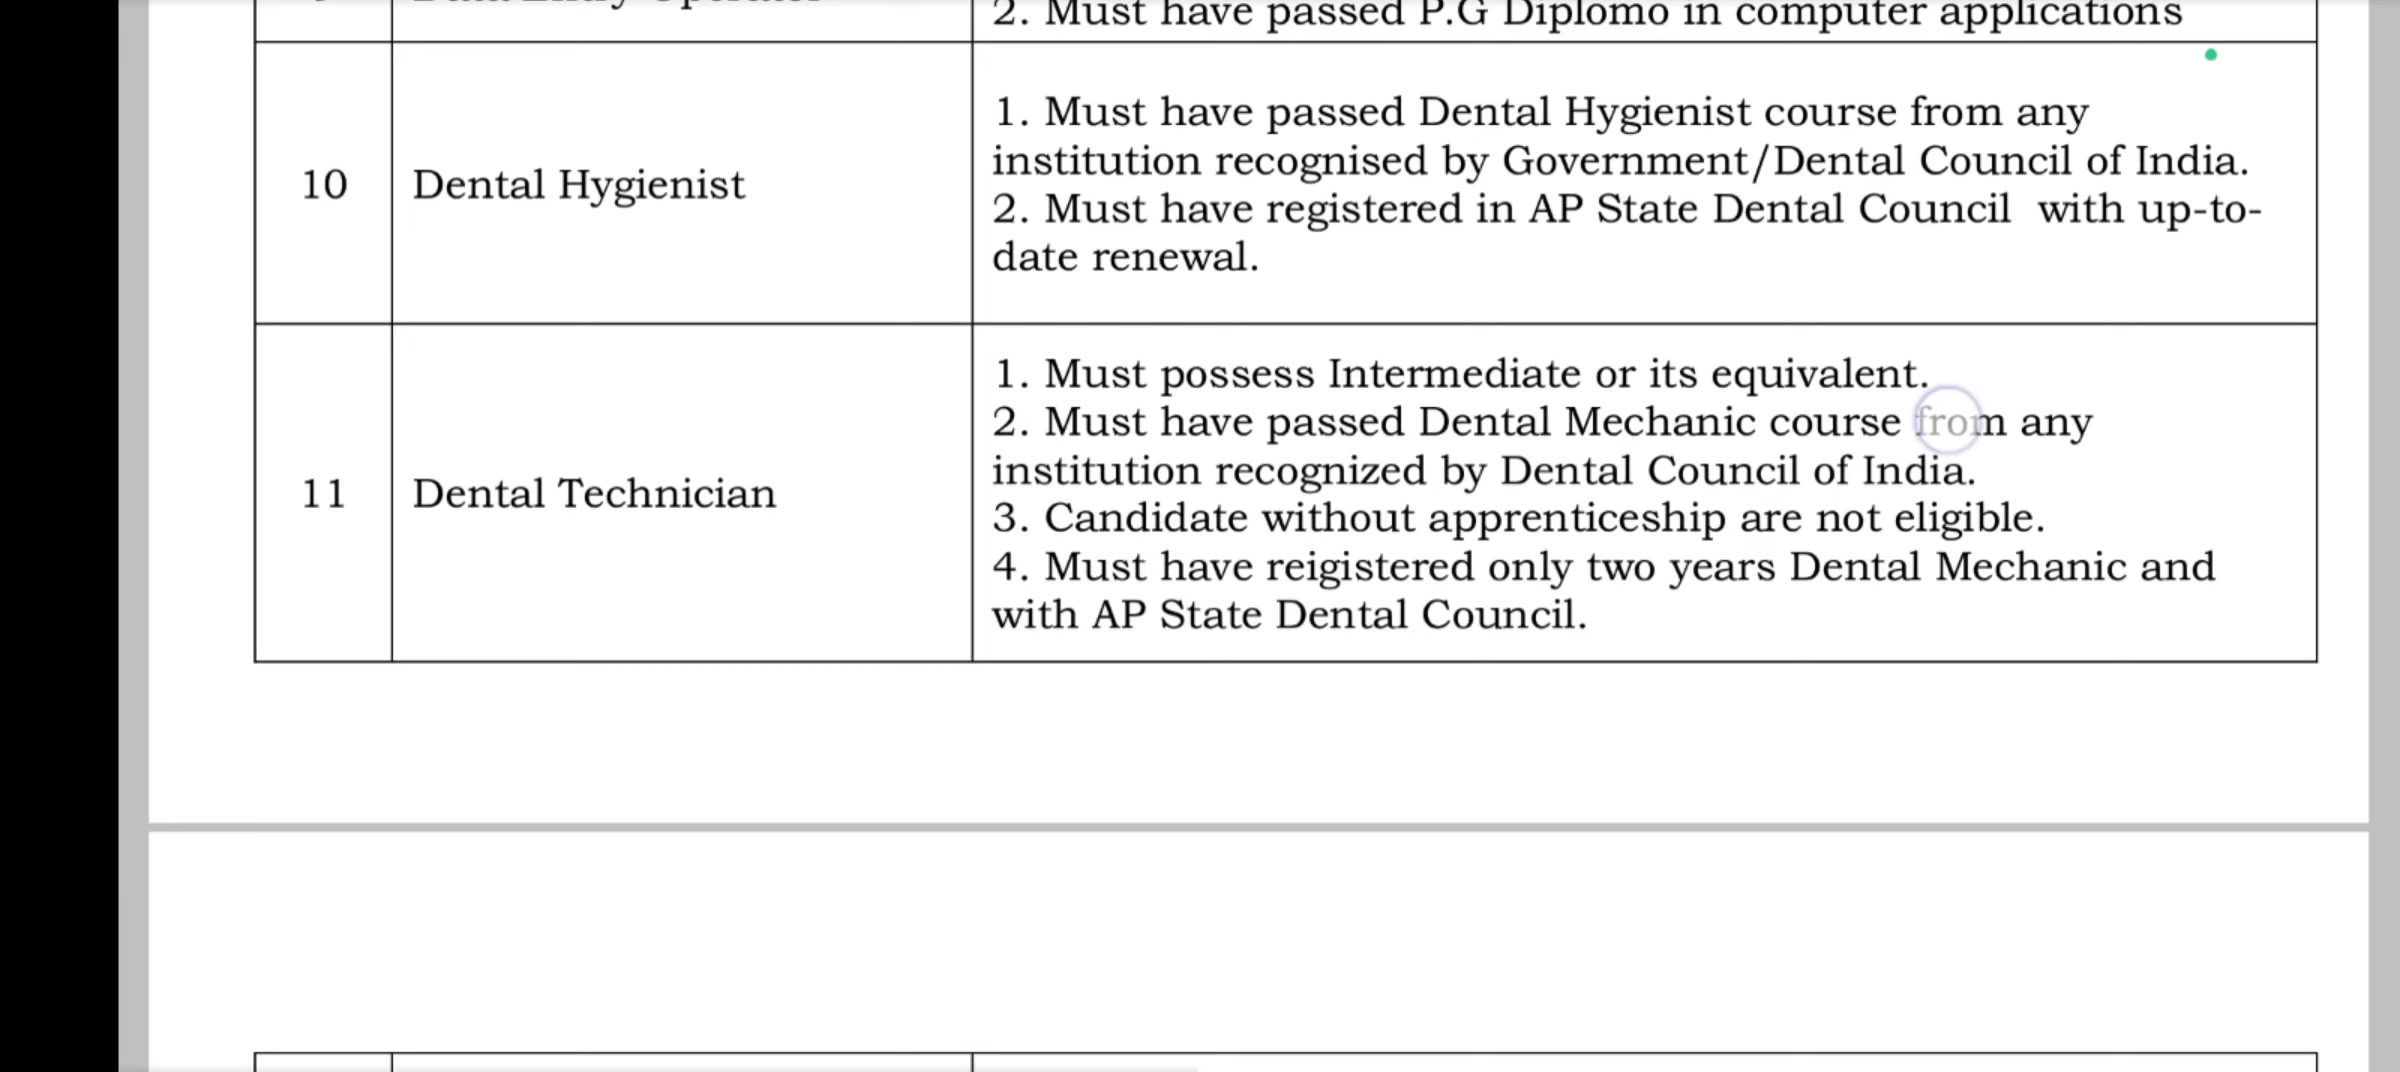 2. Must have passed P.G Diplomo in computer applications
10
Dental Hygienist
1. Must have passed Dental Hygienist course from any
institution recognised by Government/Dental Council of India.
2. Must have registered in AP State Dental Council with up-to-
date renewal.
11
Dental Technician
1. Must possess Intermediate or its equivalent.
2. Must have passed Dental Mechanic course from any
institution recognized by Dental Council of India.
3. Candidate without apprenticeship are not eligible.
4. Must have reigistered only two years Dental Mechanic and
with AP State Dental Council.